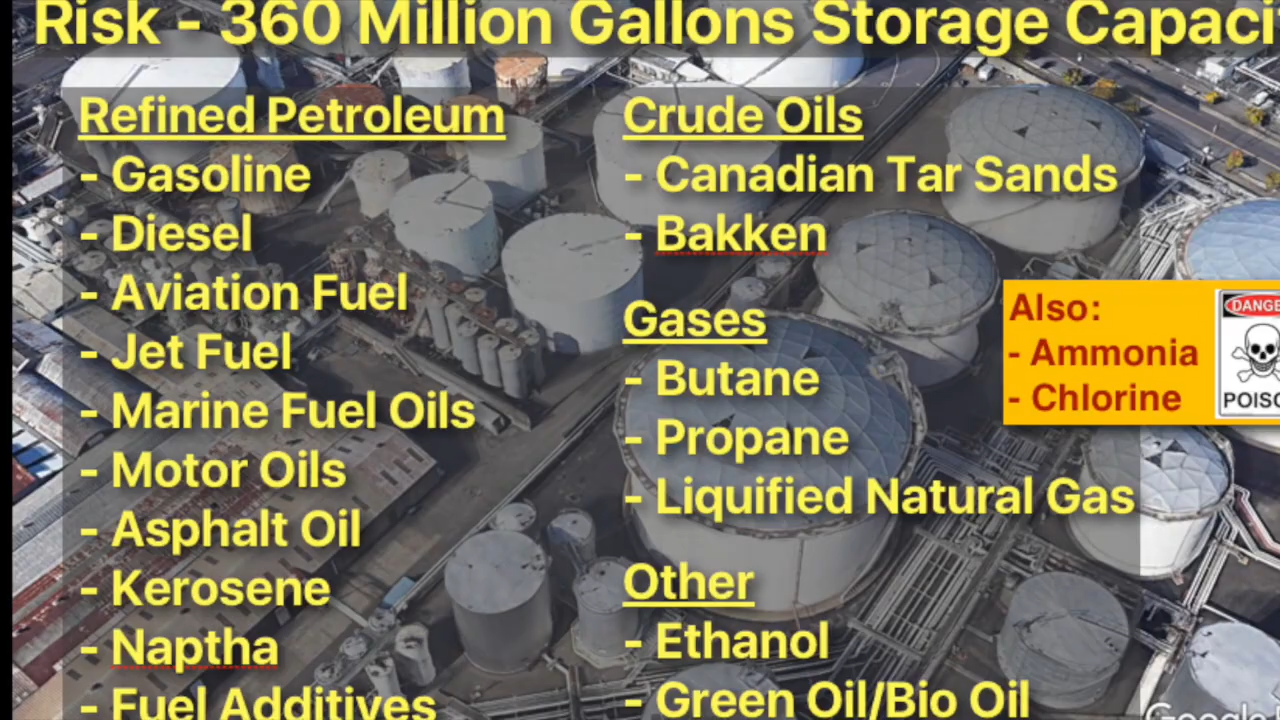 Risk - 360 Million Gallons Storage Capaci
Refined Petroleum
- Gasoline
- Diesel
- Aviation Fuel
- Jet Fuel
- Marine Fuel Oils
- Motor Oils
- Asphalt Oil
- Kerosene
- Naptha
- Fuel Additives
Crude Oils
- Canadian Tar Sands
- Bakken
Gases
- Butane
- Propane
- Liquified Natural Gas
Other
- Ethanol
- Green Oil/Bio Oil
Also:
- Ammonia
- Chlorine
DANGE
POISO
Google